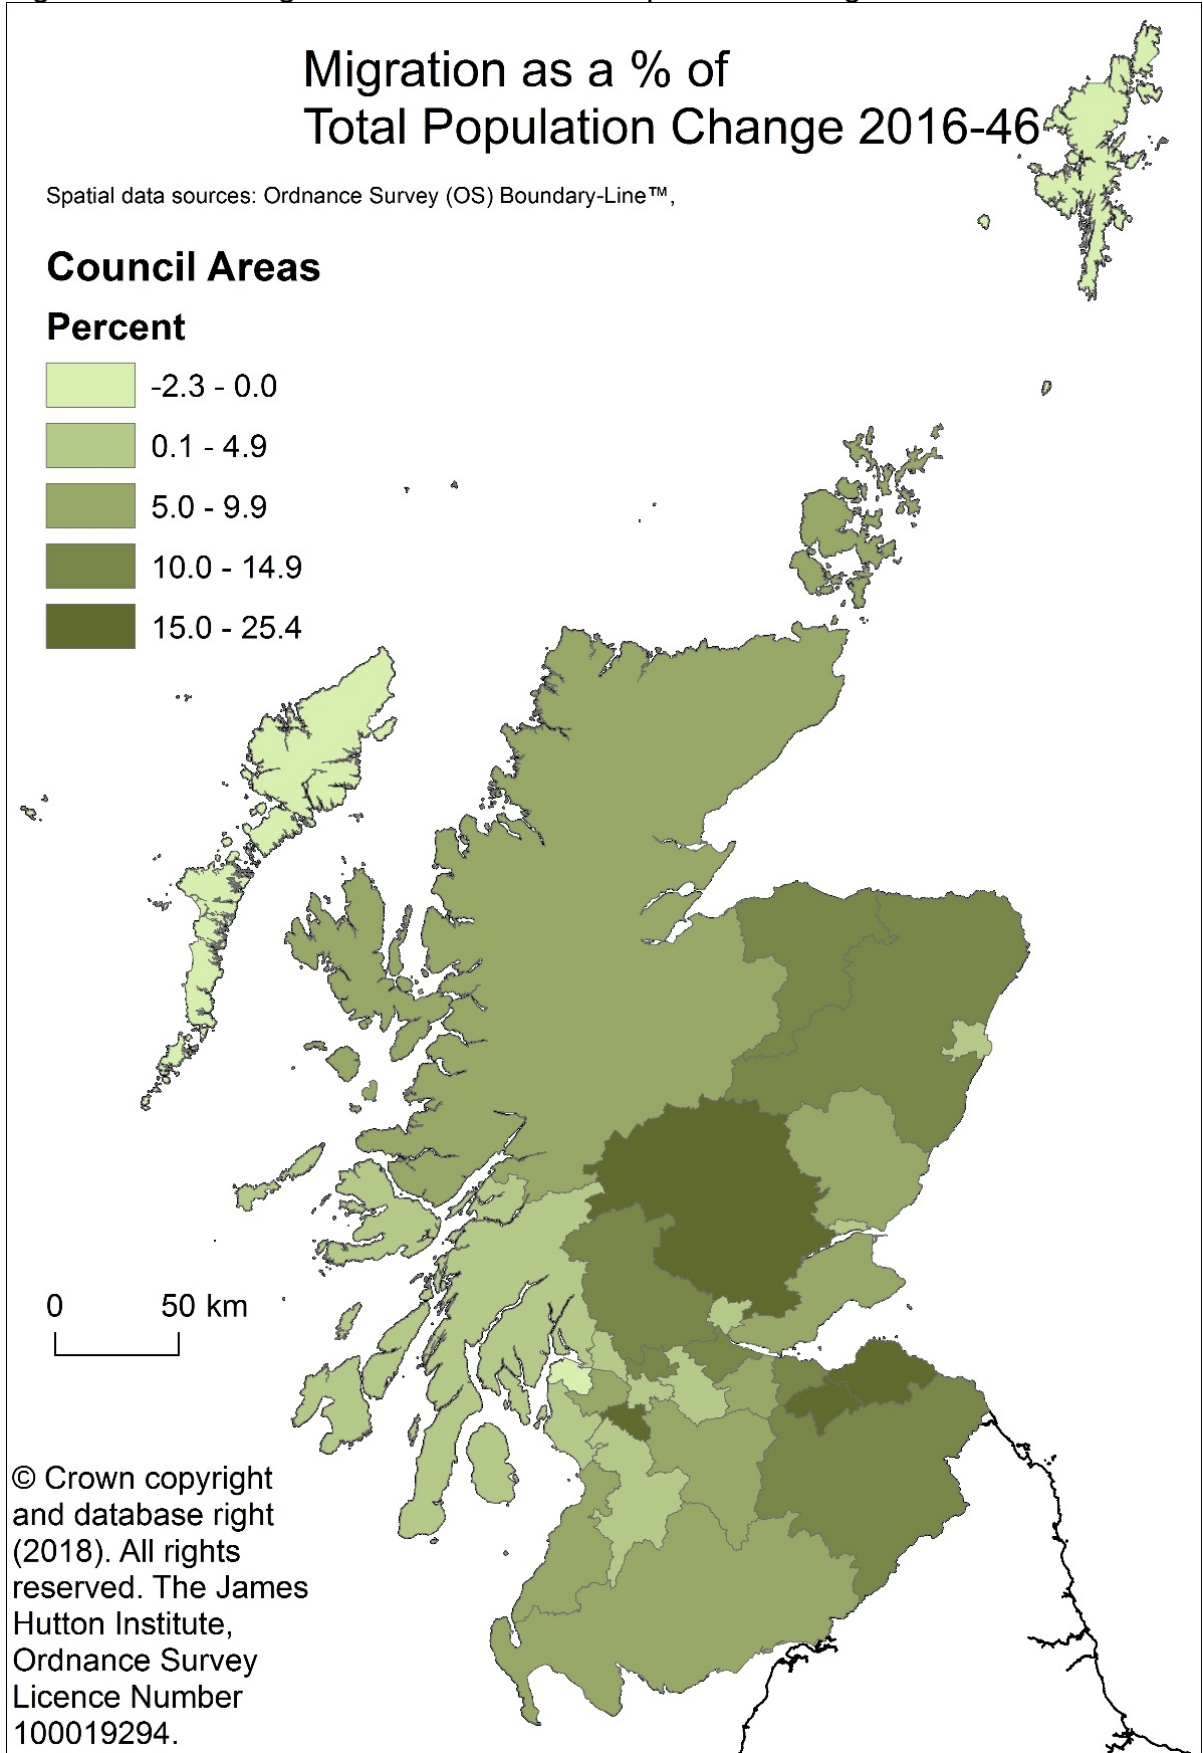 Migration as a % of
Total Population Change 2016-46
Spatial data sources: Ordnance Survey (OS) Boundary-Line™,
Council Areas
Percent
-2.3 - 0.0
0.1 - 4.9
5.0 - 9.9
10.0 - 14.9
15.0 - 25.4
0 50 km
© Crown copyright
and database right
(2018). All rights
reserved. The James
Hutton Institute,
Ordnance Survey
Licence Number
100019294.